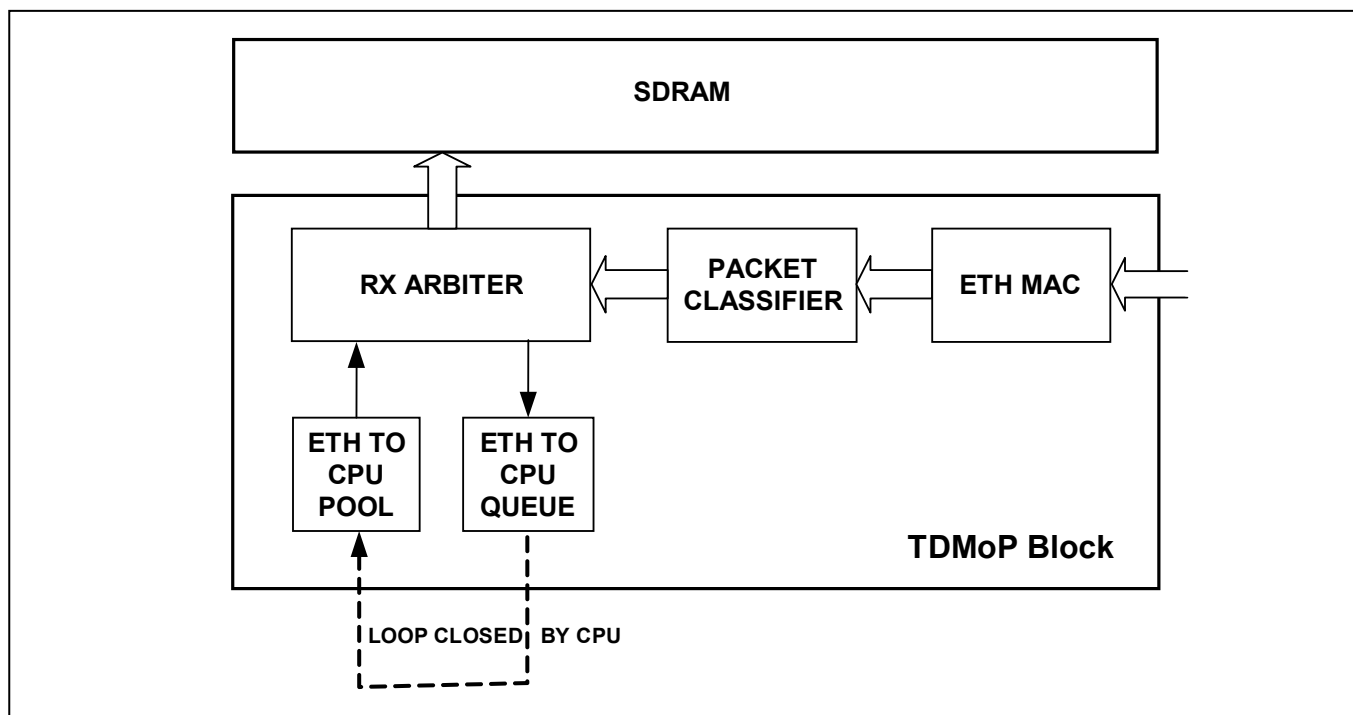 SDRAM
RX ARBITER
PACKET
CLASSIFIER
ETH MAC
ETH TO
CPU
POOL
ETH TO
CPU
QUEUE
TDMoP Block
LOOP CLOSED BY CPU